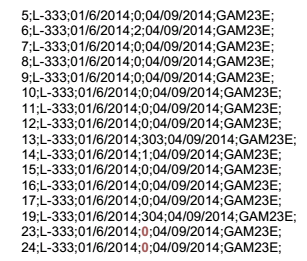 5;L-333;01/6/2014;0;04/09/2014;GAM23E;
6;L-333;01/6/2014;2;04/09/2014;GAM23E;
7;L-333;01/6/2014;0;04/09/2014;GAM23E;
8;L-333;01/6/2014;0;04/09/2014;GAM23E;
9;L-333;01/6/2014;0;04/09/2014;GAM23E;
10;L-333;01/6/2014;0;04/09/2014;GAM23E;
11;L-333;01/6/2014;0;04/09/2014;GAM23E;
12;L-333;01/6/2014;0;04/09/2014;GAM23E;
13;L-333;01/6/2014;303;04/09/2014;GAM23E;
14;L-333;01/6/2014;1;04/09/2014;GAM23E;
15;L-333;01/6/2014;0;04/09/2014;GAM23E;
16;L-333;01/6/2014;0;04/09/2014;GAM23E;
17;L-333;01/6/2014;0;04/09/2014;GAM23E;
19;L-333;01/6/2014;304;04/09/2014;GAM23E;
23;L-333;01/6/2014;0;04/09/2014;GAM23E;
24;L-333;01/6/2014;0;04/09/2014;GAM23E;